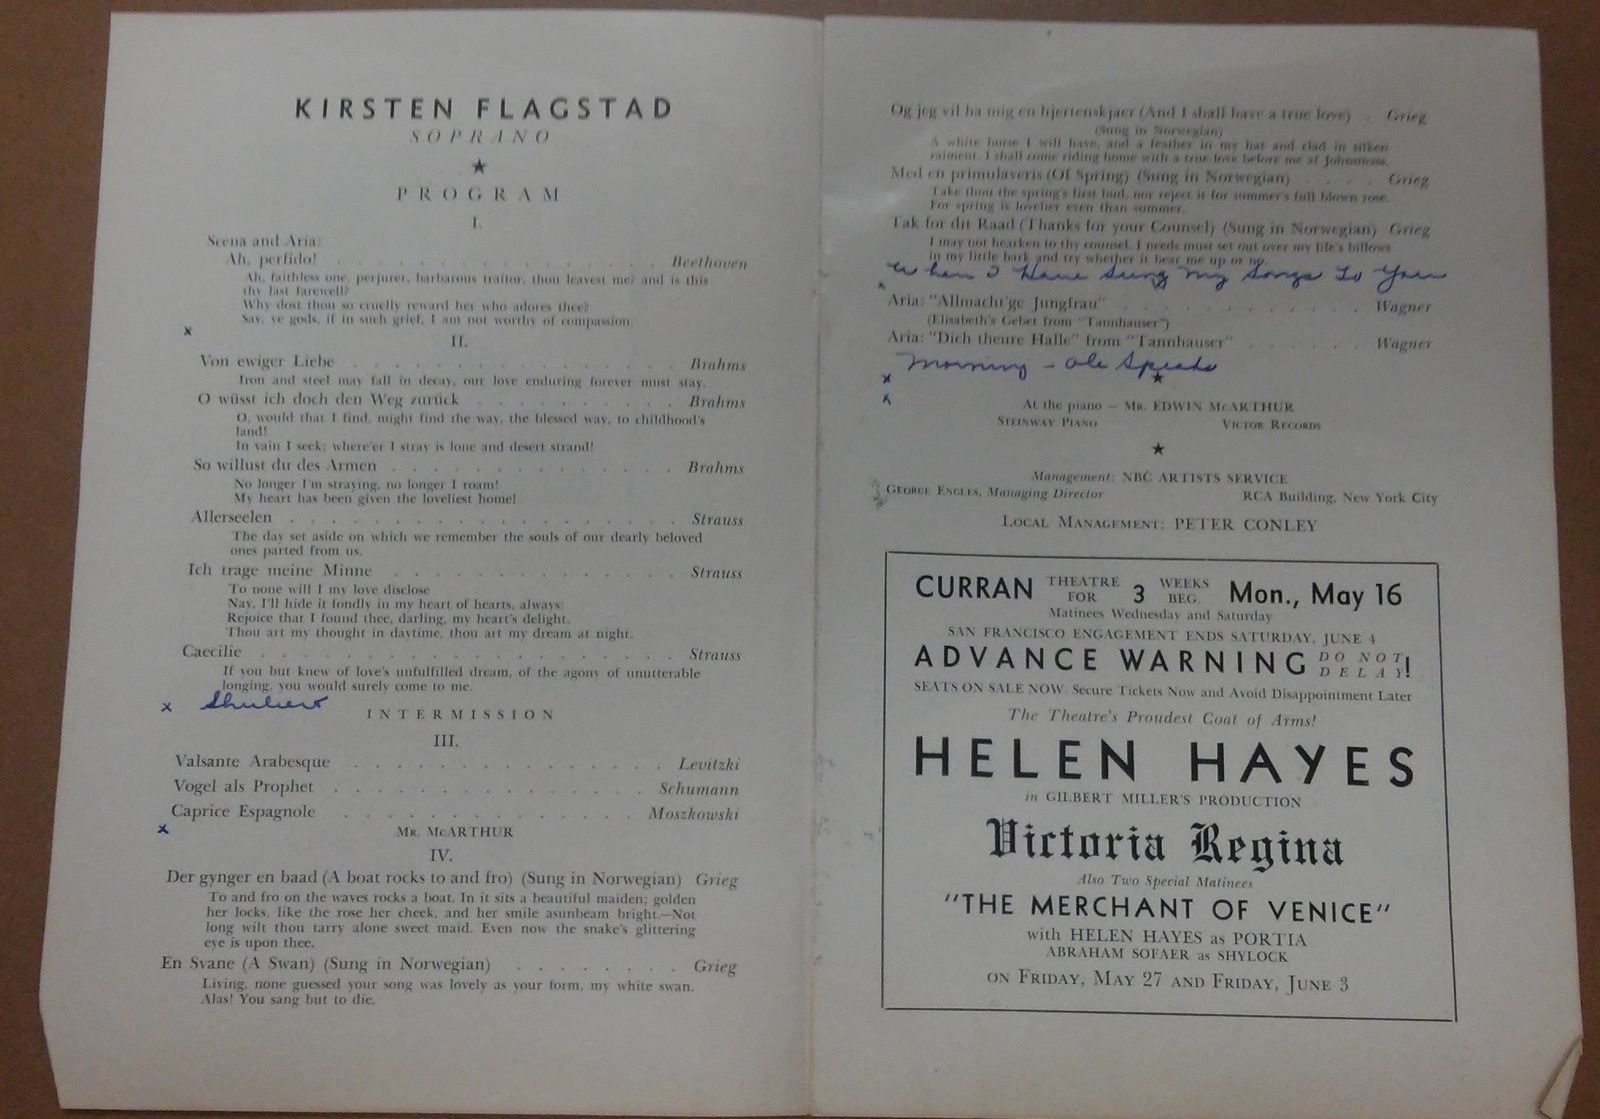 KIRSTEN FLAGSTAD
SOPRANO
★
PROGRAM
I.
Scena and Aria:
Ah, perfido! . . . . . . . . . . . . . . . Beethoven
Ah, faithless one, perjurer, barbarous traitor, thou leavest me? and is this
thy last farewell?
Why dost thou so cruelly reward her who adores thee?
Say, ye gods, if in such grief, I am not worthy of compassion.
x
II.
Von ewiger Liebe . . . . . . . . . . . . . . . Brahms
Iron and steel may fall in decay, our love enduring forever must stay.
O wüsst ich doch den Weg zurück . . . . . . . . . . Brahms
O, would that I find, might find the way, the blessed way, to childhood's
land!
In vain I seek; where'er I stray is lone and desert strand!
So willust du des Armen . . . . . . . . . . . . . Brahms
No longer I'm straying, no longer I roam!
My heart has been given the loveliest home!
Allerseelen . . . . . . . . . . . . . . . . . Strauss
The day set aside on which we remember the souls of our dearly beloved
ones parted from us.
Ich trage meine Minne . . . . . . . . . . . . . Strauss
To none will I my love disclose
Nay, I'll hide it fondly in my heart of hearts, always;
Rejoice that I found thee, darling, my heart's delight,
Thou art my thought in daytime, thou art my dream at night.
Caecilie . . . . . . . . . . . . . . . . . Strauss
If you but knew of love's unfulfilled dream, of the agony of unutterable
longing, you would surely come to me.
x Shubert
INTERMISSION
III.
Valsante Arabesque . . . . . . . . . . . . . . . Levitzki
Vogel als Prophet . . . . . . . . . . . . . . . Schumann
Caprice Espagnole . . . . . . . . . . . . . . Moszkowski
x
MR. MCARTHUR
IV.
Der gynger en baad (A boat rocks to and fro) (Sung in Norwegian) Grieg
To and fro on the waves rocks a boat. In it sits a beautiful maiden; golden
her locks, like the rose her cheek, and her smile asunbeam bright.—Not
long wilt thou tarry alone sweet maid. Even now the snake's glittering
eye is upon thee.
En Svane (A Swan) (Sung in Norwegian) . . . . . . . . Grieg
Living, none guessed your song was lovely as your form, my white swan.
Alas! You sang but to die.
Og jeg vil ha mig en hjertenskjaer (And I shall have a true love) . Grieg
(Sung in Norwegian)
A white horse I will have, and a feather in my hat and clad in silken
raiment, I shall come riding home with a true love before me at Johnsmass.
Med en primulaveris (Of Spring) (Sung in Norwegian) . . . . Grieg
Take thou the spring's first bud, nor reject it for summer's full blown rose.
For spring is lovelier even than summer.
Tak for dit Raad (Thanks for your Counsel) (Sung in Norwegian) Grieg
I may not hearken to thy counsel, I needs must set out over my life's billows
in my little bark and try whether it bear me up or no.
When I Have Sung My Songs To You
Aria: "Allmacht'ge Jungfrau" . . . . . . . . . . . . Wagner
(Elisabeth's Gebet from "Tannhauser")
Aria: "Dich theure Halle" from "Tannhauser" . . . . . . Wagner
Morning - Ole Speaks
x
★
x
At the piano — MR. EDWIN MCARTHUR
STEINWAY PIANO VICTOR RECORDS
★
Management: NBC ARTISTS SERVICE
GEORGE ENGLES, Managing Director RCA Building, New York City
LOCAL MANAGEMENT: PETER CONLEY
CURRAN THEATRE FOR 3 WEEKS BEG. Mon., May 16
Matinees Wednesday and Saturday
SAN FRANCISCO ENGAGEMENT ENDS SATURDAY, JUNE 4
ADVANCE WARNING DO NOT DELAY!
SEATS ON SALE NOW. Secure Tickets Now and Avoid Disappointment Later
The Theatre's Proudest Coat of Arms!
HELEN HAYES
in GILBERT MILLER'S PRODUCTION
Victoria Regina
Also Two Special Matinees
"THE MERCHANT OF VENICE"
with HELEN HAYES as PORTIA
ABRAHAM SOFAER as SHYLOCK
ON FRIDAY, MAY 27 AND FRIDAY, JUNE 3